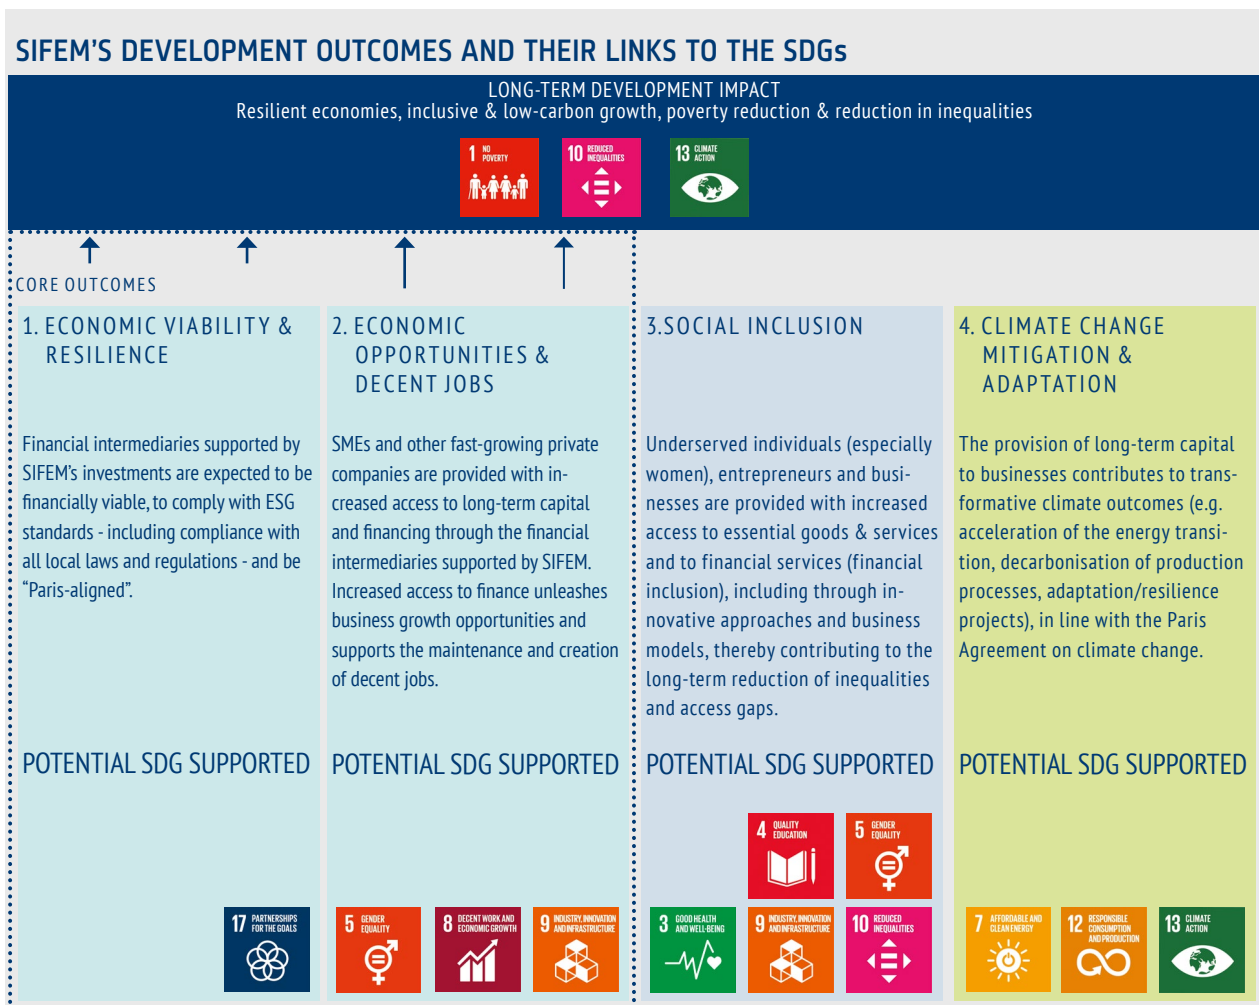 SIFEM'S DEVELOPMENT OUTCOMES AND THEIR LINKS TO THE SDGs
LONG-TERM DEVELOPMENT IMPACT
Resilient economies, inclusive & low-carbon growth, poverty reduction & reduction in inequalities
1 NO
POVERTY
10 REDUCED
INEQUALITIES
13 CLIMATE
ACTION
CORE OUTCOMES
1. ECONOMIC VIABILITY &
RESILIENCE
Financial intermediaries supported by
SIFEM's investments are expected to be
financially viable, to comply with ESG
standards - including compliance with
all local laws and regulations - and be
“Paris-aligned”.
POTENTIAL SDG SUPPORTED
17 PARTNERSHIPS
FOR THE GOALS
2. ECONOMIC
OPPORTUNITIES &
DECENT JOBS
SMEs and other fast-growing private
companies are provided with in-
creased access to long-term capital
and financing through the financial
intermediaries supported by SIFEM.
Increased access to finance unleashes
business growth opportunities and
supports the maintenance and creation
of decent jobs.
POTENTIAL SDG SUPPORTED
5 GENDER
EQUALITY
8 DECENT WORK AND
ECONOMIC GROWTH
9 INDUSTRY, INNOVATION
AND INFRASTRUCTURE
3.SOCIAL INCLUSION
Underserved individuals (especially
women), entrepreneurs and busi-
nesses are provided with increased
access to essential goods & services
and to financial services (financial
inclusion), including through in-
novative approaches and business
models, thereby contributing to the
long-term reduction of inequalities
and access gaps.
POTENTIAL SDG SUPPORTED
4 QUALITY
EDUCATION
5 GENDER
EQUALITY
3 GOOD HEALTH
AND WELL-BEING
9 INDUSTRY, INNOVATION
AND INFRASTRUCTURE
10 REDUCED
INEQUALITIES
4. CLIMATE CHANGE
MITIGATION &
ADAPTATION
The provision of long-term capital
to businesses contributes to trans-
formative climate outcomes (e.g.
acceleration of the energy transi-
tion, decarbonisation of production
processes, adaptation/resilience
projects), in line with the Paris
Agreement on climate change.
POTENTIAL SDG SUPPORTED
7 AFFORDABLE AND
CLEAN ENERGY
12 RESPONSIBLE
CONSUMPTION
AND PRODUCTION
13 CLIMATE
ACTION